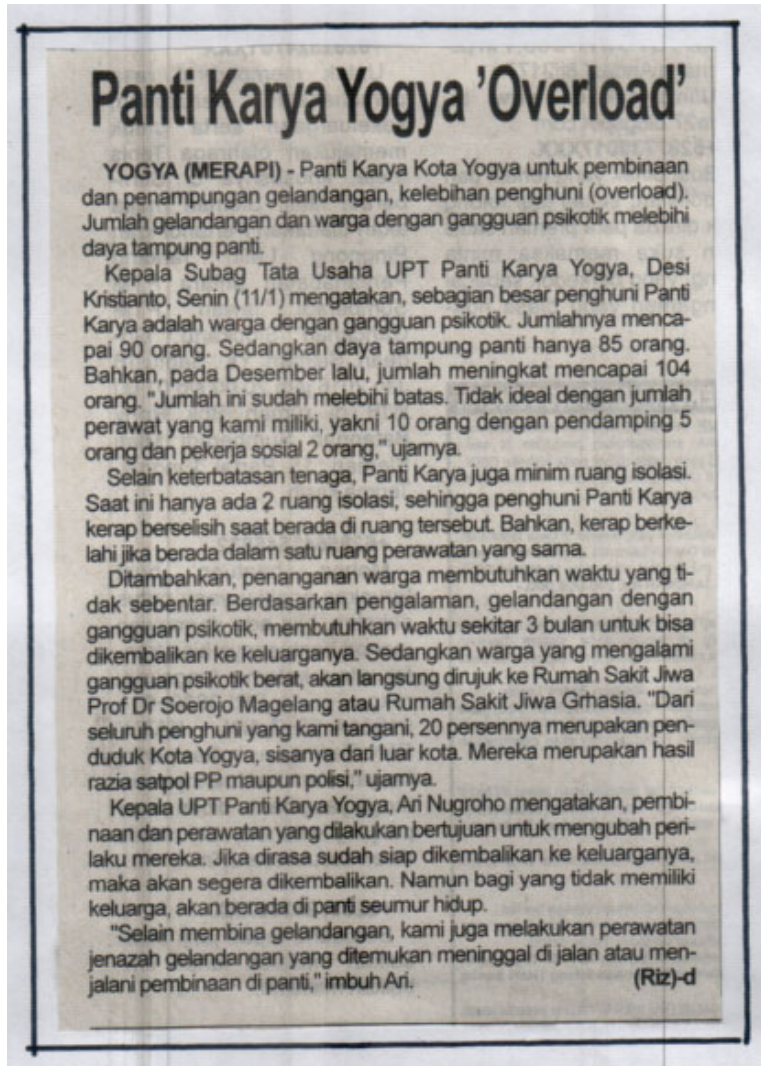 Panti Karya Yogya 'Overload'
YOGYA (MERAPI) - Panti Karya Kota Yogya untuk pembinaan
dan penampungan gelandangan, kelebihan penghuni (overload).
Jumlah gelandangan dan warga dengan gangguan psikotik melebihi
daya tampung panti.
Kepala Subag Tata Usaha UPT Panti Karya Yogya, Desi
Kristianto, Senin (11/1) mengatakan, sebagian besar penghuni Panti
Karya adalah warga dengan gangguan psikotik. Jumlahnya menca-
pai 90 orang. Sedangkan daya tampung panti hanya 85 orang.
Bahkan, pada Desember lalu, jumlah meningkat mencapai 104
orang. "Jumlah ini sudah melebihi batas. Tidak ideal dengan jumlah
perawat yang kami miliki, yakni 10 orang dengan pendamping 5
orang dan pekerja sosial 2 orang," ujarnya.
Selain keterbatasan tenaga, Panti Karya juga minim ruang isolasi.
Saat ini hanya ada 2 ruang isolasi, sehingga penghuni Panti Karya
kerap berselisih saat berada di ruang tersebut. Bahkan, kerap berke-
lahi jika berada dalam satu ruang perawatan yang sama.
Ditambahkan, penanganan warga membutuhkan waktu yang ti-
dak sebentar. Berdasarkan pengalaman, gelandangan dengan
gangguan psikotik, membutuhkan waktu sekitar 3 bulan untuk bisa
dikembalikan ke keluarganya. Sedangkan warga yang mengalami
gangguan psikotik berat, akan langsung dirujuk ke Rumah Sakit Jiwa
Prof Dr Soerojo Magelang atau Rumah Sakit Jiwa Grhasia. "Dari
seluruh penghuni yang kami tangani, 20 persennya merupakan pen-
duduk Kota Yogya, sisanya dari luar kota. Mereka merupakan hasil
razia satpol PP maupun polisi," ujarnya.
Kepala UPT Panti Karya Yogya, Ari Nugroho mengatakan, pembi-
naan dan perawatan yang dilakukan bertujuan untuk mengubah peri-
laku mereka. Jika dirasa sudah siap dikembalikan ke keluarganya,
maka akan segera dikembalikan. Namun bagi yang tidak memiliki
keluarga, akan berada di panti seumur hidup.
"Selain membina gelandangan, kami juga melakukan perawatan
jenazah gelandangan yang ditemukan meninggal di jalan atau men-
jalani pembinaan di panti," imbuh Ari. (Riz)-d